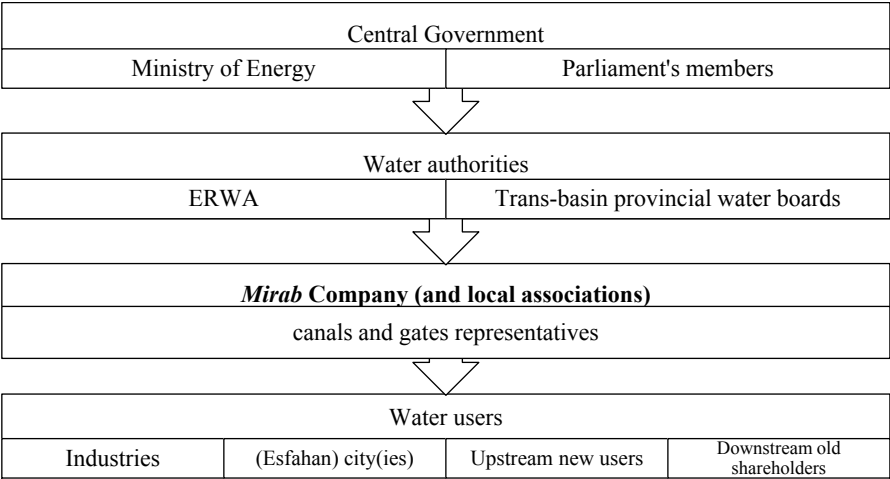 Central Government
Ministry of Energy
Parliament's members
Water authorities
ERWA
Trans-basin provincial water boards
Mirab Company (and local associations)
canals and gates representatives
Water users
Industries
(Esfahan) city(ies)
Upstream new users
Downstream old
shareholders